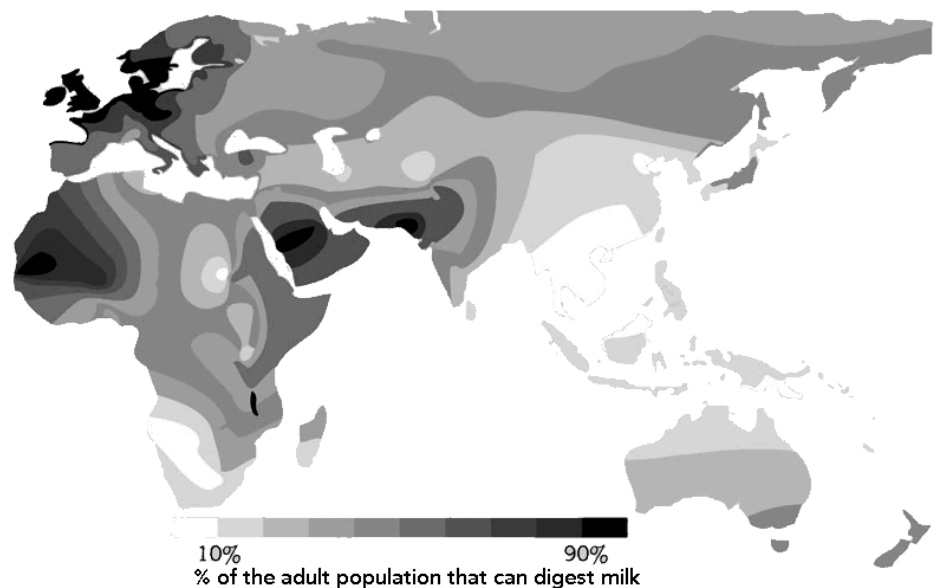 10% 90%
% of the adult population that can digest milk